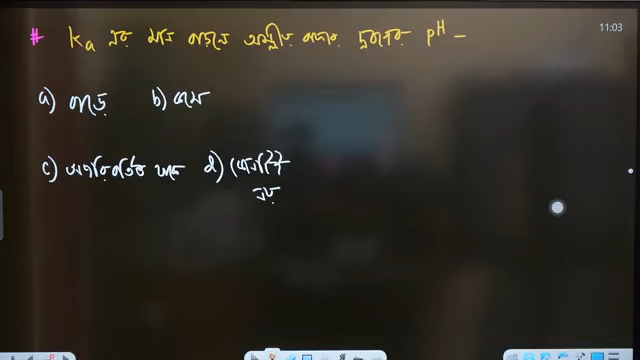 # Ka এর মান বাড়লে অম্লীয় বাফার দ্রবণের pH –
a) বাড়ে b) কমে
c) অপরিবর্তিত থাকে d) কোনটিই
নয়
11:03